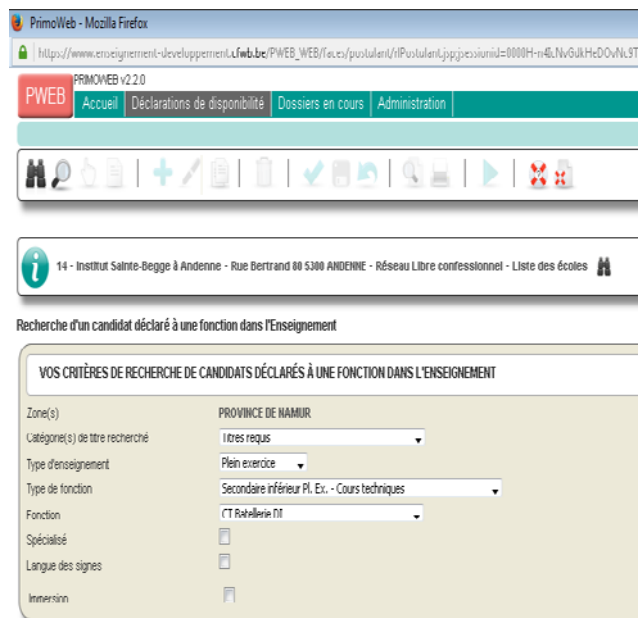 PrimoWeb - Mozilla Firefox
https://www.enseignement-developpement.cfwb.be/PWEB_WEB/faces/postulant/rlPostulant.jsp;jsessionid=
PRIMOWEB v2.2.0
PWEB Accueil Déclarations de disponibilité Dossiers en cours Administration
14 - Institut Sainte-Begge à Andenne - Rue Bertrand 80 5300 ANDENNE - Réseau Libre confessionnel - Liste des écoles
Recherche d'un candidat déclaré à une fonction dans l'Enseignement
VOS CRITÈRES DE RECHERCHE DE CANDIDATS DÉCLARÉS À UNE FONCTION DANS L'ENSEIGNEMENT
Zone(s) PROVINCE DE NAMUR
Catégorie(s) de titre recherché Titres requis
Type d'enseignement Plein exercice
Type de fonction Secondaire inférieur Pl. Ex. - Cours techniques
Fonction CT Batellerie DI
Spécialisé
Langue des signes
Immersion